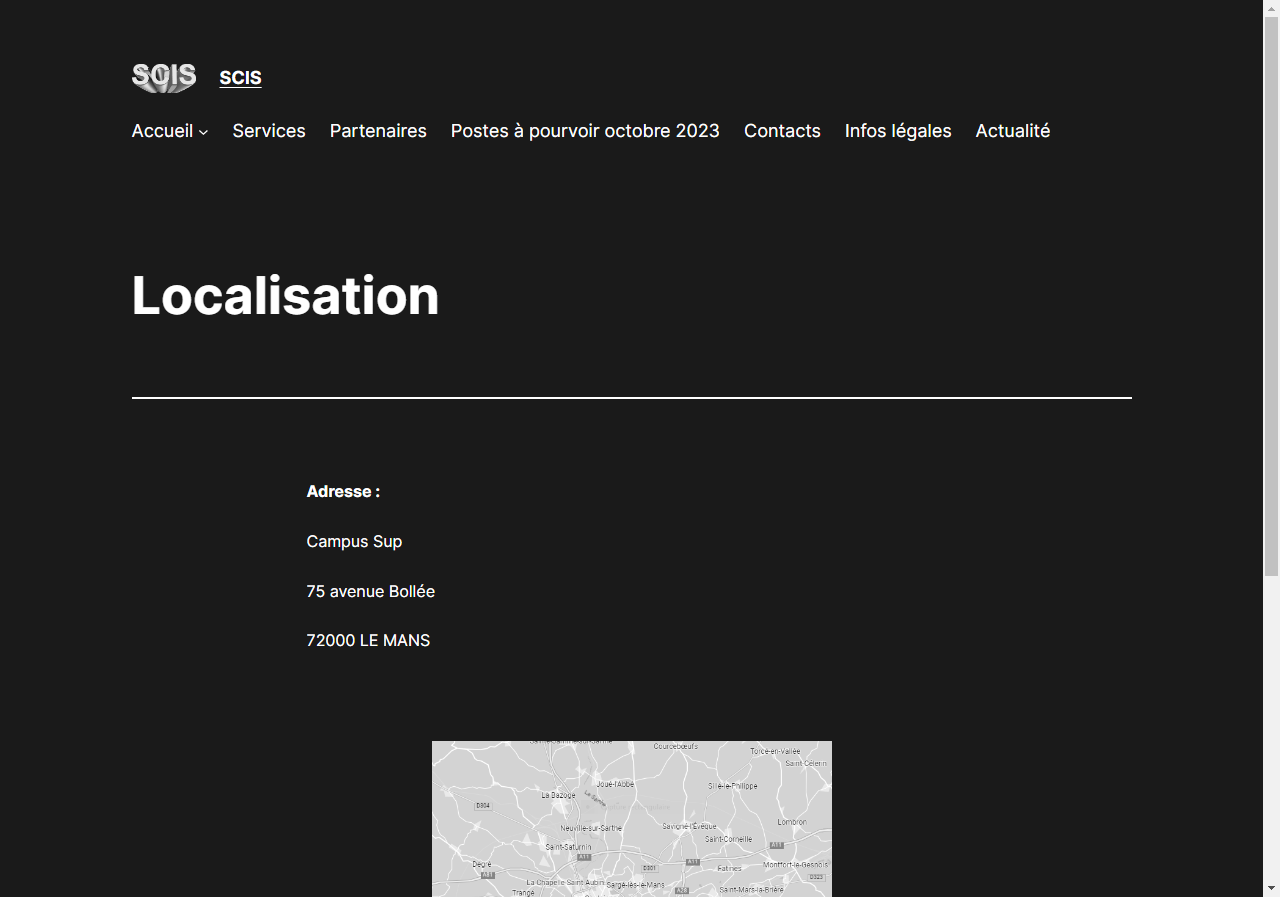 SCIS SCIS
Accueil Services Partenaires Postes à pourvoir octobre 2023 Contacts Infos légales Actualité
Localisation
Adresse :
Campus Sup
75 avenue Bollée
72000 LE MANS
Courcebœufs
Torcé-en-Vallée
Saint-Célerin
Joué-l'Abbé
Sillé-le-Philippe
La Bazoge
D304
Neuville-sur-Sarthe
Savigné-l'Évêque
Lombron
Saint-Corneille
Saint-Saturnin
A11
A11
A11
Degré
D301
Fatines
Montfort-le-Gesnois
A81
D323
La Chapelle-Saint-Aubin
Sargé-lès-le-Mans
A28
Saint-Mars-la-Brière
Trangé